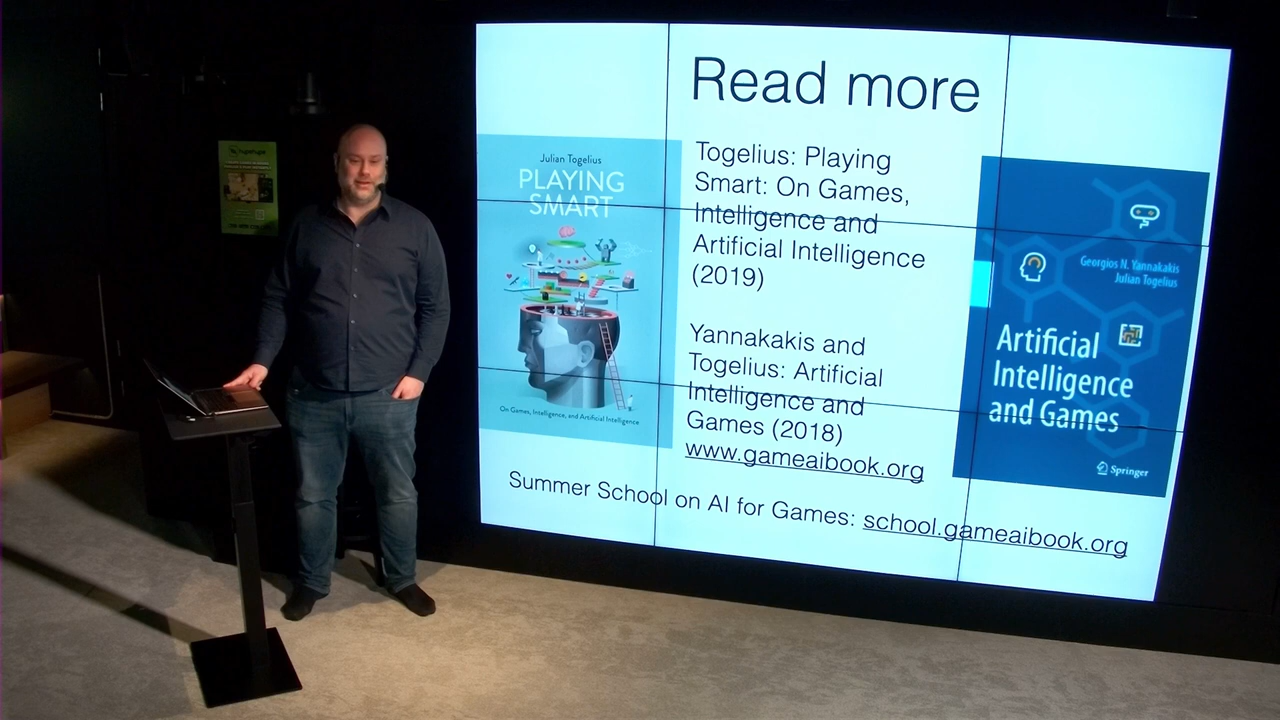 Read more
Julian Togelius
PLAYING
SMART
On Games, Intelligence, and Artificial Intelligence
Togelius: Playing
Smart: On Games,
Intelligence and
Artificial Intelligence
(2019)
Yannakakis and
Togelius: Artificial
Intelligence and
Games (2018)
www.gameaibook.org
Georgios N. Yannakakis
Julian Togelius
Artificial
Intelligence
and Games
Springer
Summer School on AI for Games: school.gameaibook.org